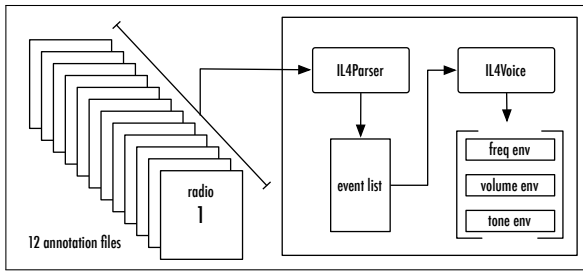 radio
1
12 annotation files
IL4Parser
IL4Voice
event list
freq env
volume env
tone env